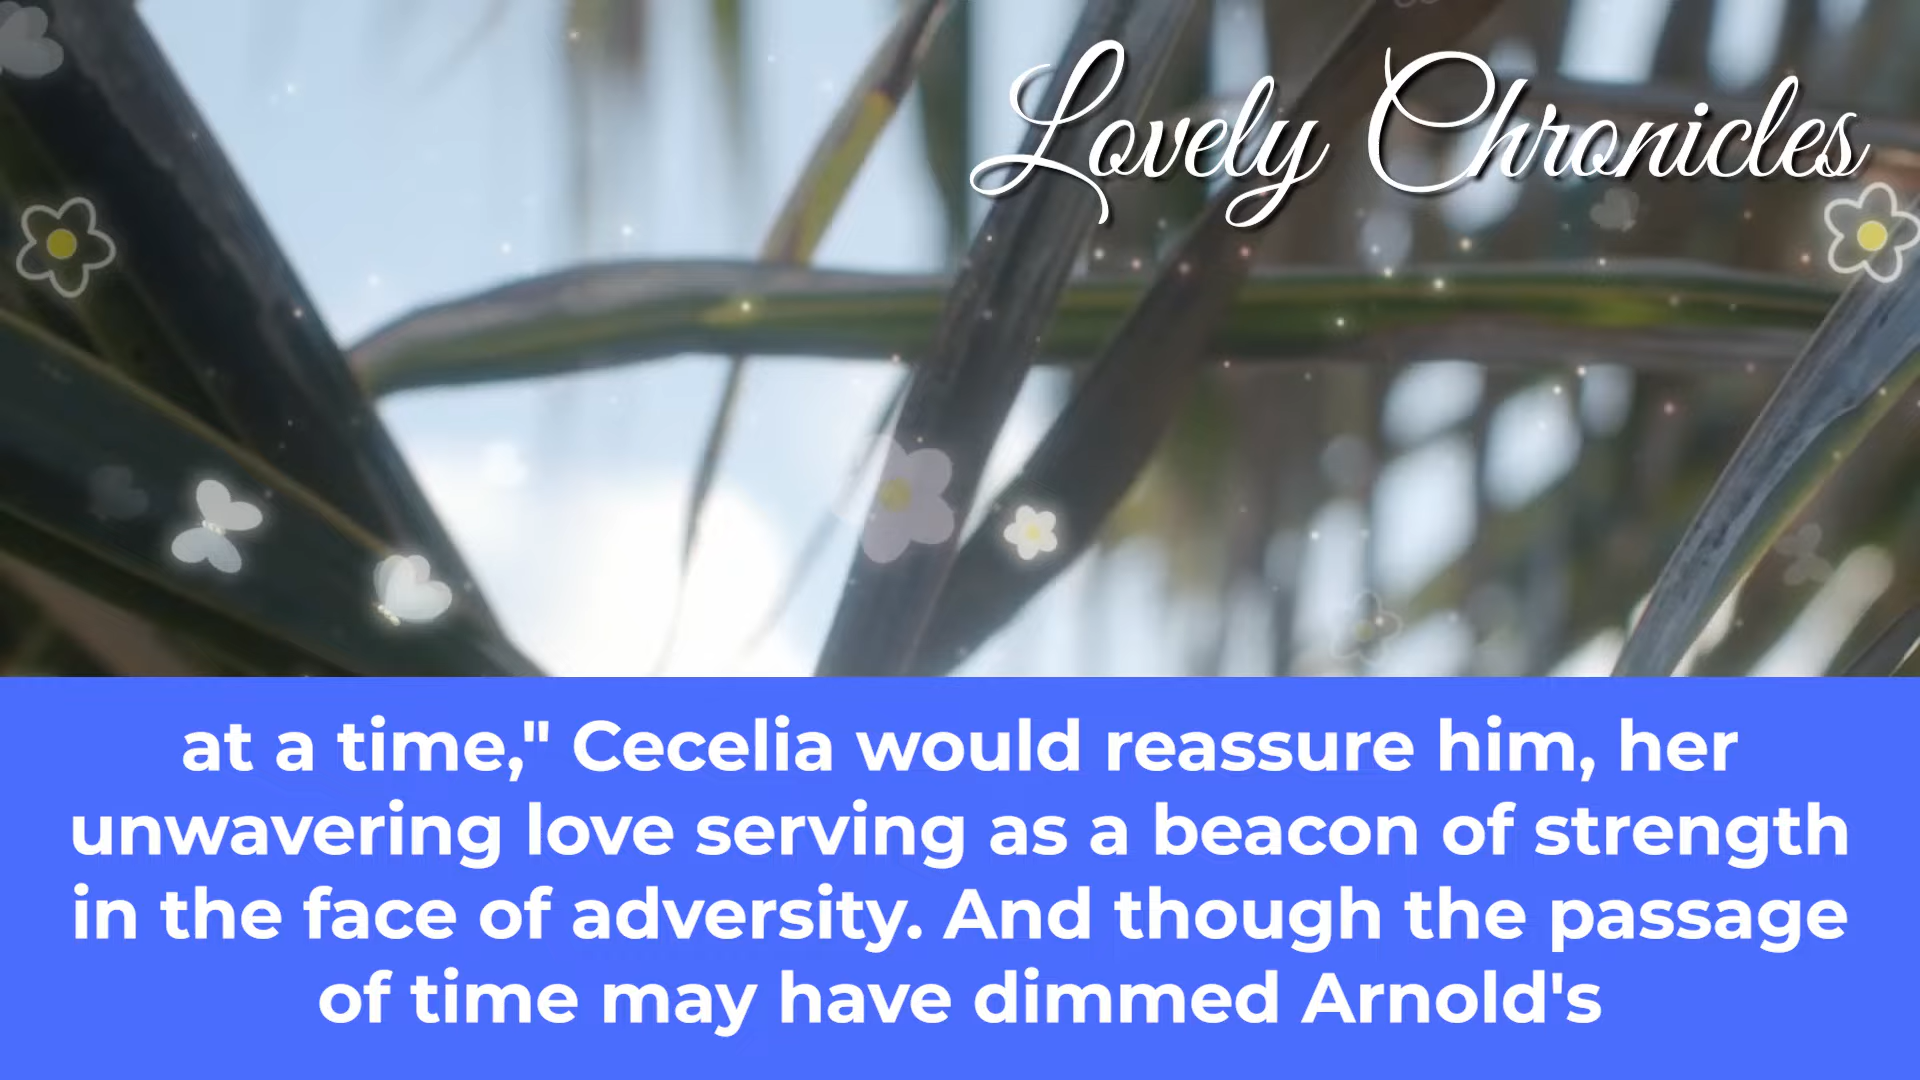 Lovely Chronicles
at a time," Cecelia would reassure him, her
unwavering love serving as a beacon of strength
in the face of adversity. And though the passage
of time may have dimmed Arnold's